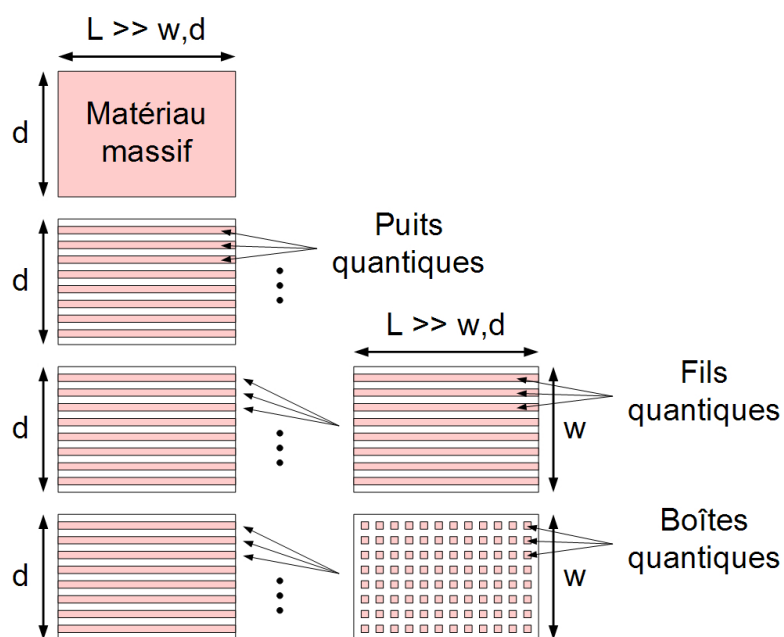 L >> w,d
d
Matériau
massif
d
Puits
quantiques
L >> w,d
d
w
Fils
quantiques
d
w
Boîtes
quantiques